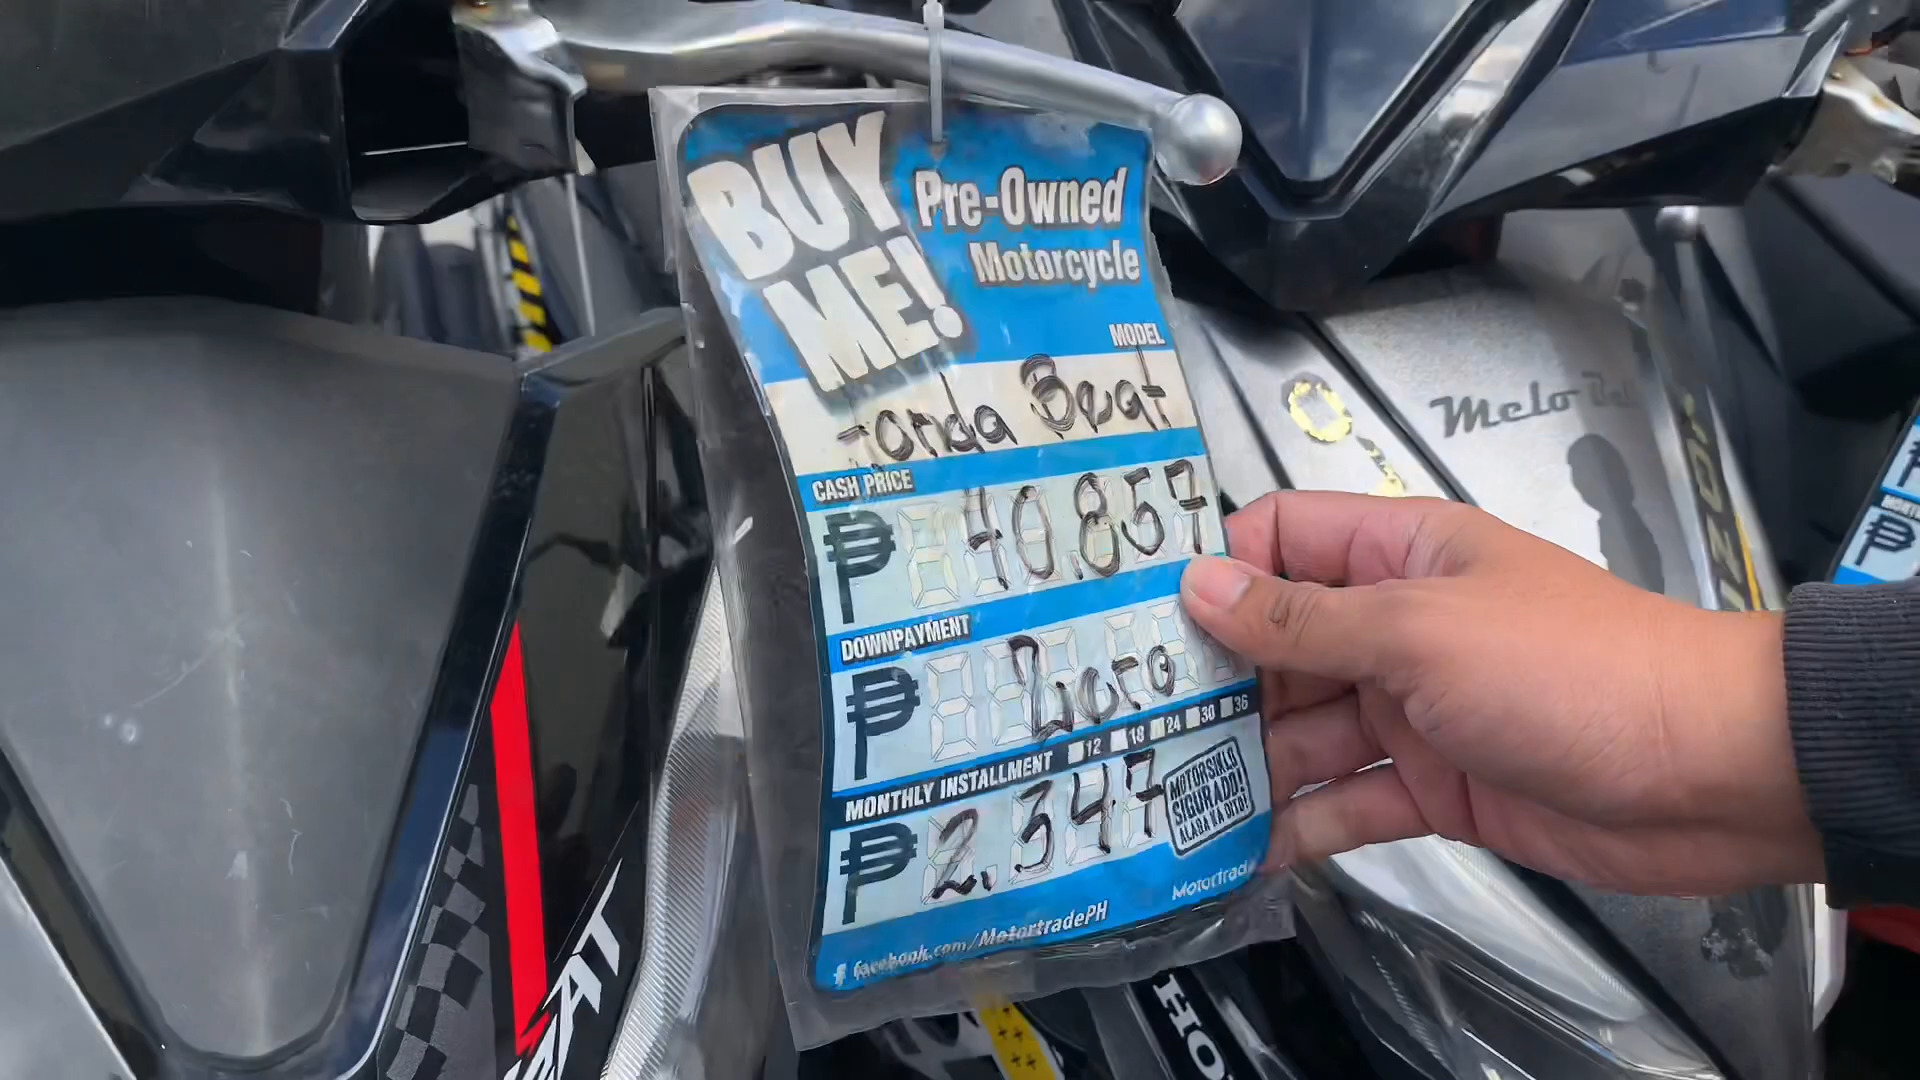 BUY
ME!
Pre-Owned
Motorcycle
MODEL
Honda Beat
CASH PRICE
₱ 40.857
DOWNPAYMENT
₱ Zero
MONTHLY INSTALLMENT 12 18 24 30 36
₱ 2.347
MOTORSIKLO
SIGURADO!
ALAGA KA DITO!
Motortrade
facebook.com/MotortradePH
Melo